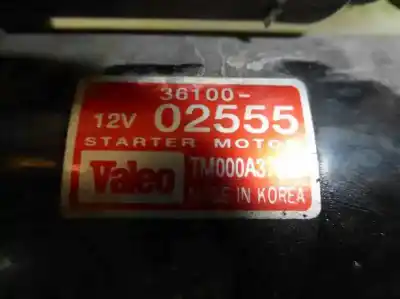 36100-
12V 02555
STARTER MOTOR
Valeo
MADE IN KOREA